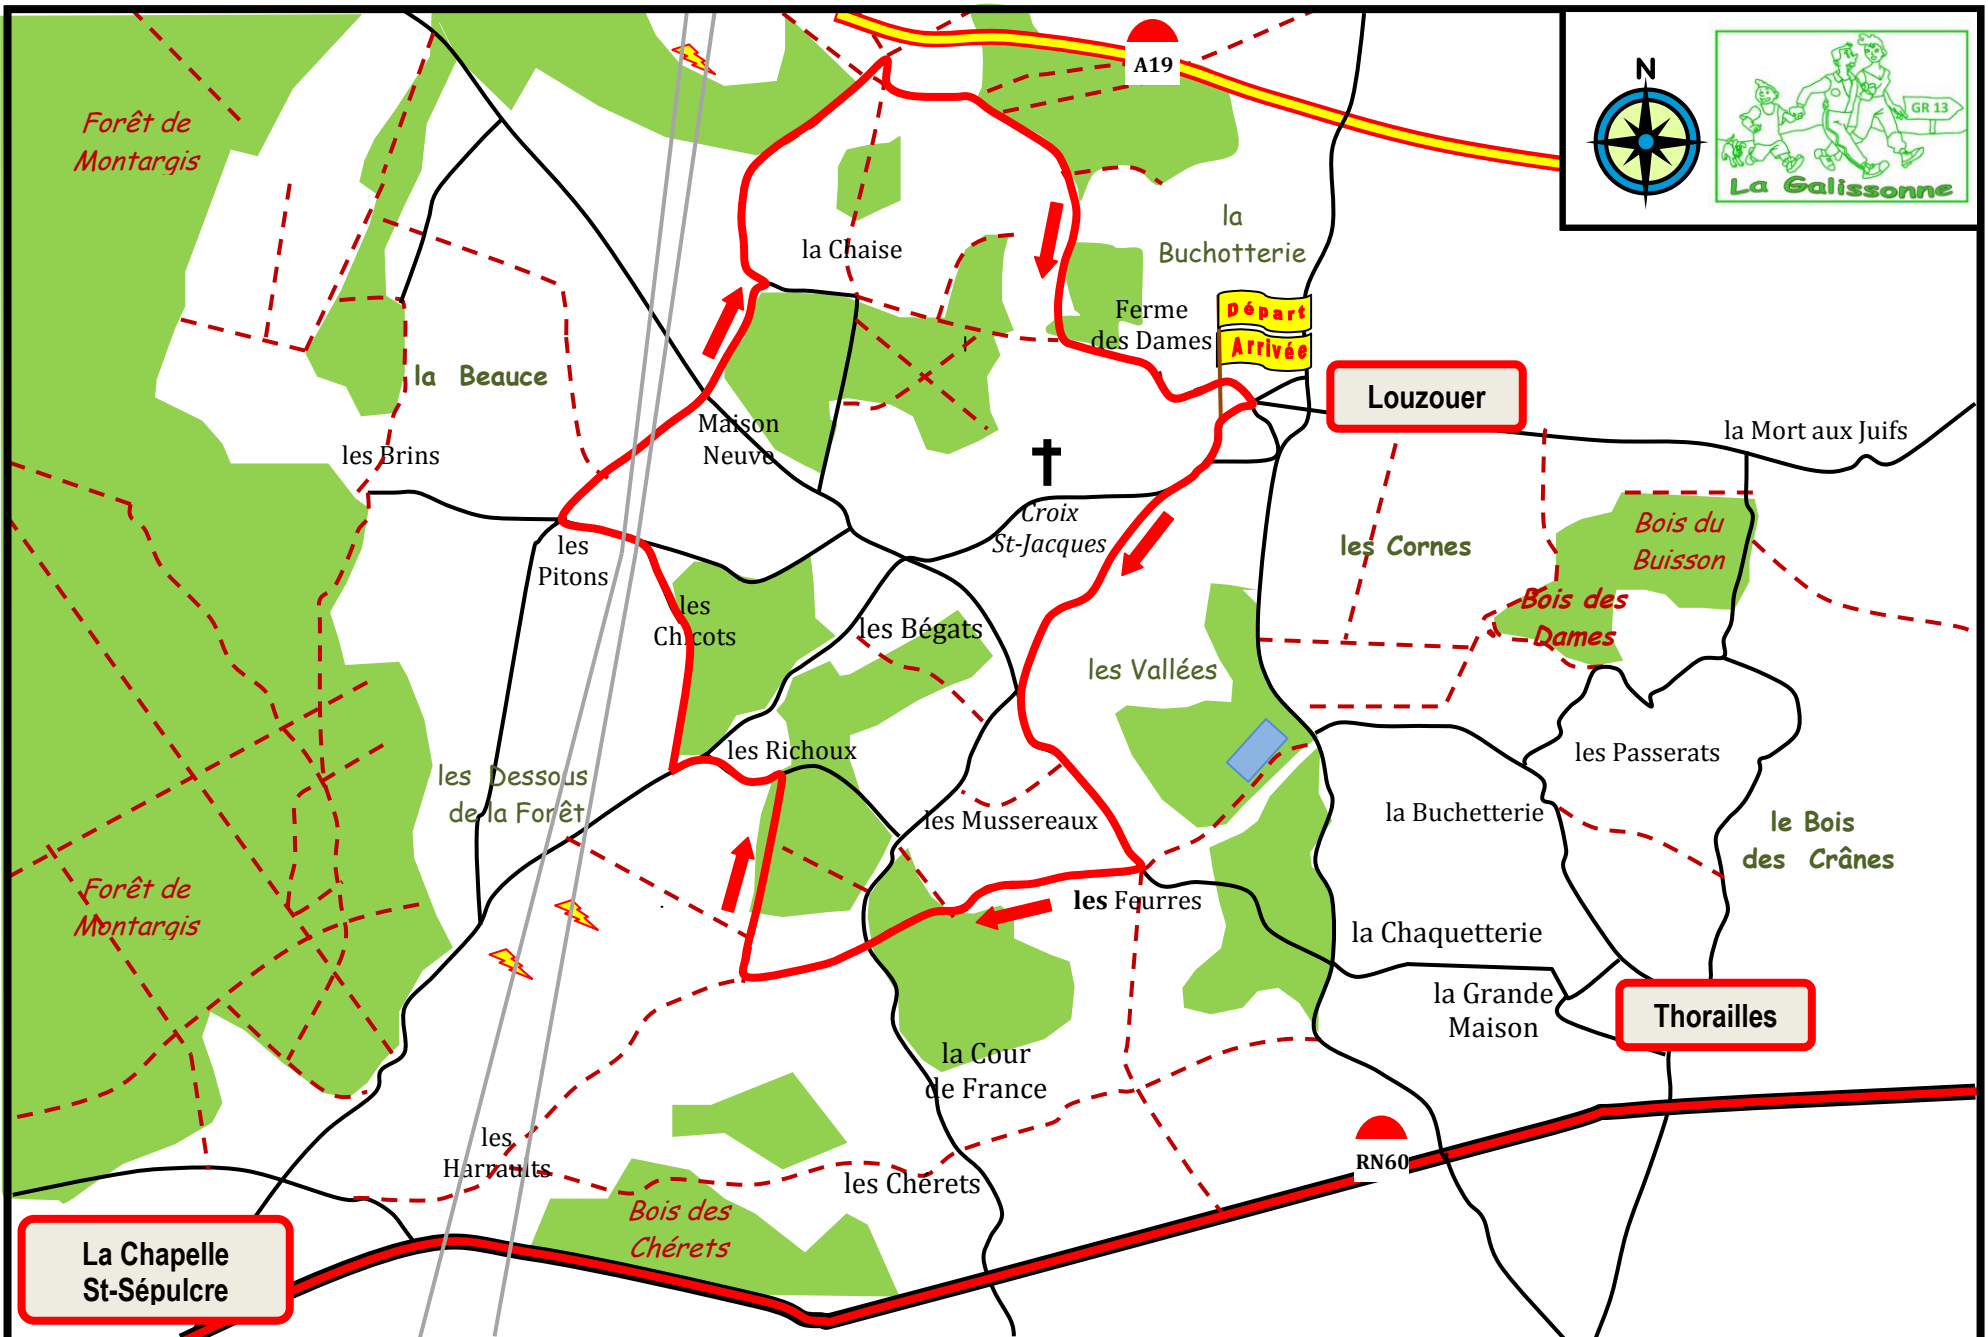 A19
N
GR 13
La Galissonne
Forêt de
Montargis
la
Buchotterie
la Chaise
Ferme
des Dames
Départ
Arrivée
la Beauce
Louzouer
Maison
Neuve
la Mort aux Juifs
les Brins
Croix
St-Jacques
les
Pitons
les Cornes
Bois du
Buisson
les
Chicots
Bois des
Dames
les Bégats
les Vallées
les Richoux
les Passerats
les Dessous
de la Forêt
les Mussereaux
la Buchetterie
le Bois
des Crânes
Forêt de
Montargis
les Feurres
la Chaquetterie
la Grande
Maison
Thorailles
la Cour
de France
les
Harraults
RN60
les Chérets
Bois des
Chérets
La Chapelle
St-Sépulcre